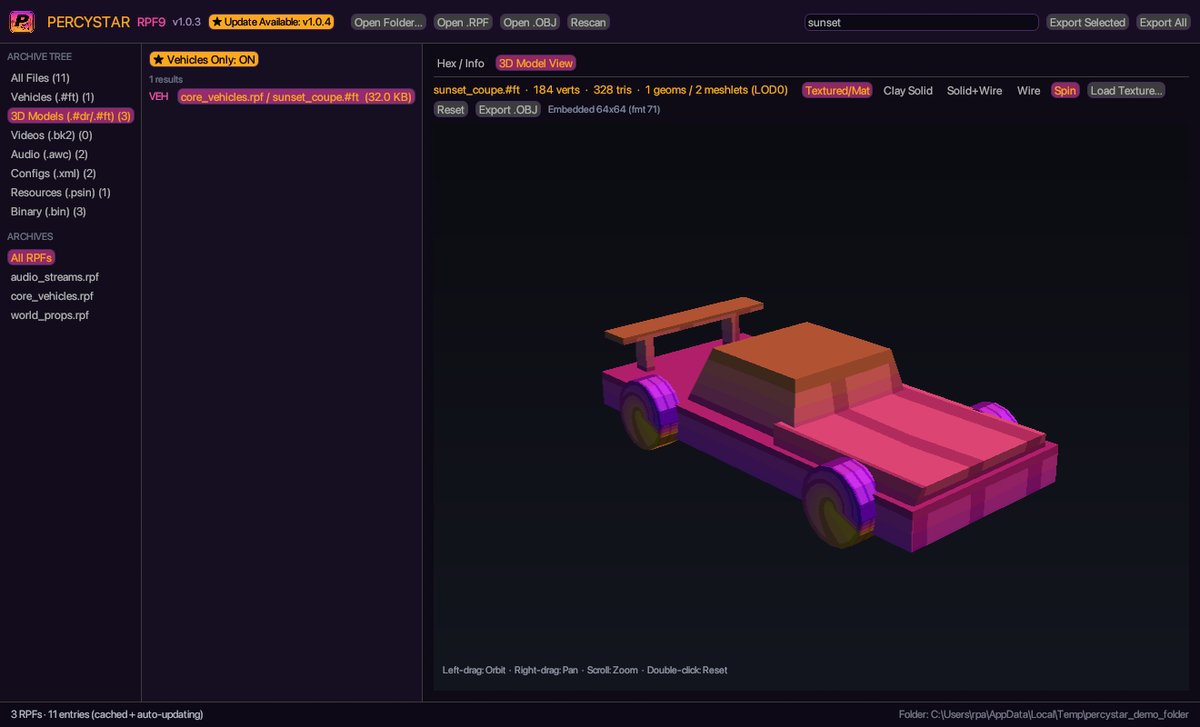 PERCYSTAR RPF9 v1.0.3 ★ Update Available: v1.0.4 Open Folder... Open .RPF Open .OBJ Rescan sunset Export Selected Export All
ARCHIVE TREE
All Files (11)
Vehicles (.#ft) (1)
3D Models (.#dr/.#ft) (3)
Videos (.bk2) (0)
Audio (.awc) (2)
Configs (.xml) (2)
Resources (.psin) (1)
Binary (.bin) (3)
ARCHIVES
All RPFs
audio_streams.rpf
core_vehicles.rpf
world_props.rpf
★ Vehicles Only: ON
1 results
VEH core_vehicles.rpf / sunset_coupe.#ft (32.0 KB)
Hex / Info 3D Model View
sunset_coupe.#ft · 184 verts · 328 tris · 1 geoms / 2 meshlets (LOD0) Textured/Mat Clay Solid Solid+Wire Wire Spin Load Texture...
Reset Export .OBJ Embedded 64x64 (fmt 71)
Left-drag: Orbit · Right-drag: Pan · Scroll: Zoom · Double-click: Reset
3 RPFs · 11 entries (cached + auto-updating) Folder: C:\Users\rpa\AppData\Local\Temp\percystar_demo_folder